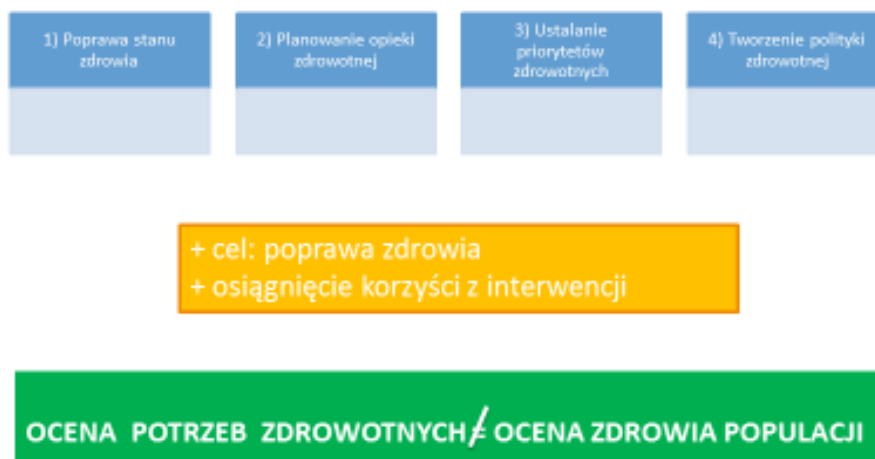 1) Poprawa stanu
zdrowia
2) Planowanie opieki
zdrowotnej
3) Ustalanie
priorytetów
zdrowotnych
4) Tworzenie polityki
zdrowotnej
+ cel: poprawa zdrowia
+ osiągnięcie korzyści z interwencji
OCENA POTRZEB ZDROWOTNYCH ≠ OCENA ZDROWIA POPULACJI